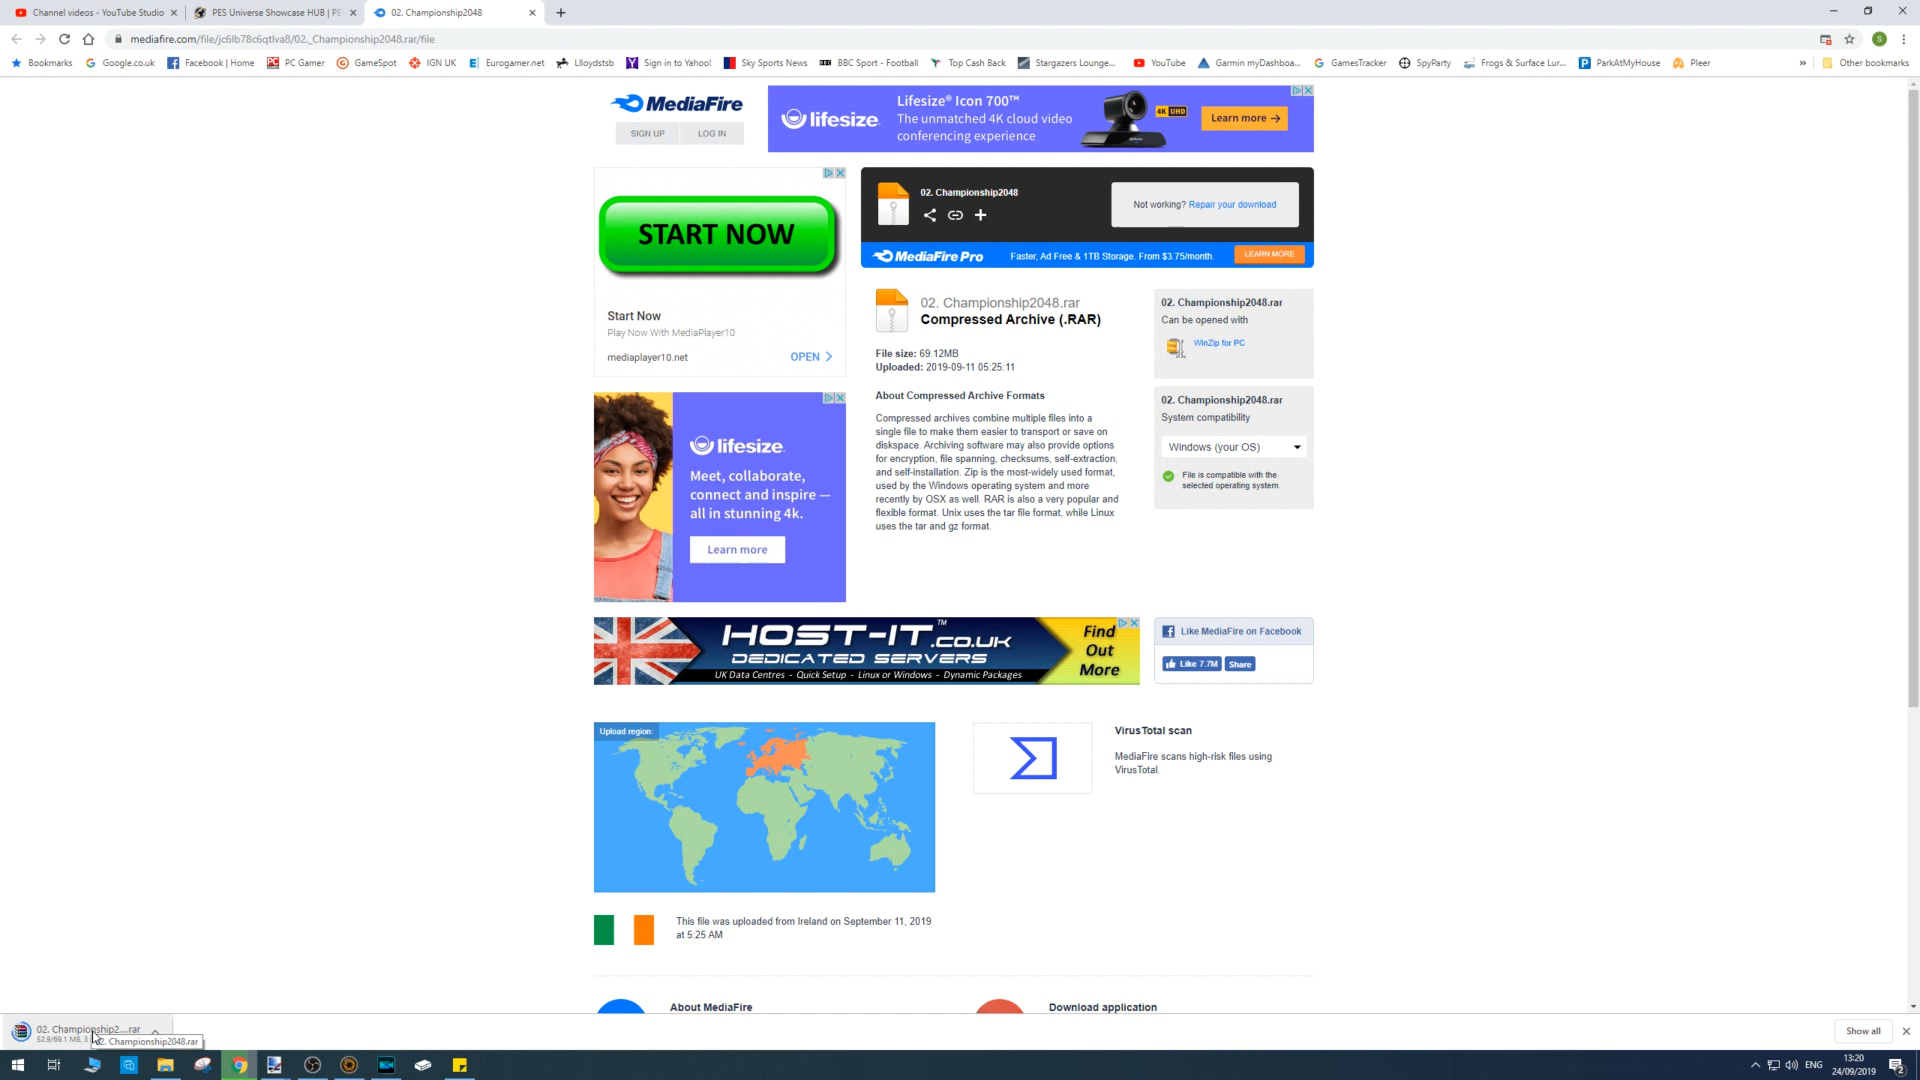 Channel videos - YouTube Studio
PES Universe Showcase HUB | PE
02. Championship2048
mediafire.com/file/jc6lb78c6qtlva8/02._Championship2048.rar/file
S
Bookmarks
Google.co.uk
Facebook | Home
PC Gamer
GameSpot
IGN UK
Eurogamer.net
Lloydstsb
Sign in to Yahoo!
Sky Sports News
BBC Sport - Football
Top Cash Back
Stargazers Lounge...
YouTube
Garmin myDashboa...
GamesTracker
SpyParty
Frogs & Surface Lur...
ParkAtMyHouse
Pleer
Other bookmarks
MediaFire
SIGN UP
LOG IN
lifesize
Lifesize® Icon 700™
The unmatched 4K cloud video
conferencing experience
4K UHD
Learn more →
START NOW
Start Now
Play Now With MediaPlayer10
mediaplayer10.net
OPEN
02. Championship2048
Not working? Repair your download
MediaFire Pro
Faster, Ad Free & 1TB Storage. From $3.75/month.
LEARN MORE
02. Championship2048.rar
Compressed Archive (.RAR)
File size: 69.12MB
Uploaded: 2019-09-11 05:25:11
About Compressed Archive Formats
Compressed archives combine multiple files into a
single file to make them easier to transport or save on
diskspace. Archiving software may also provide options
for encryption, file spanning, checksums, self-extraction,
and self-installation. Zip is the most-widely used format,
used by the Windows operating system and more
recently by OSX as well. RAR is also a very popular and
flexible format. Unix uses the tar file format, while Linux
uses the tar and gz format.
02. Championship2048.rar
Can be opened with
WinZip for PC
02. Championship2048.rar
System compatibility
Windows (your OS)
File is compatible with the
selected operating system.
lifesize.
Meet, collaborate,
connect and inspire —
all in stunning 4k.
Learn more
HOST-IT.CO.UK™
DEDICATED SERVERS
UK Data Centres - Quick Setup - Linux or Windows - Dynamic Packages
Find
Out
More
Like MediaFire on Facebook
Like 7.7M
Share
Upload region:
VirusTotal scan
MediaFire scans high-risk files using
VirusTotal.
This file was uploaded from Ireland on September 11, 2019
at 5:25 AM
About MediaFire
Download application
02. Championship2....rar
52.9/69.1 MB, 3
02. Championship2048.rar
Show all
ENG
13:20
24/09/2019
2